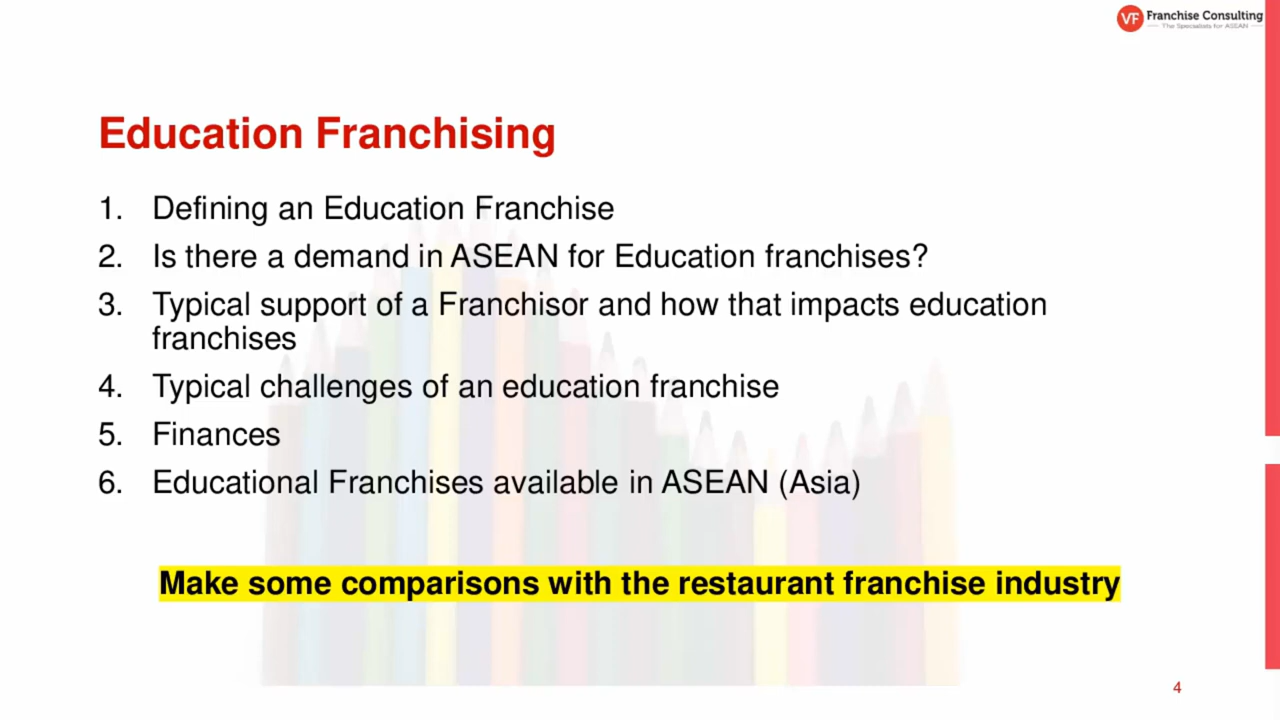 VF Franchise Consulting
The Specialists for ASEAN
Education Franchising
1. Defining an Education Franchise
2. Is there a demand in ASEAN for Education franchises?
3. Typical support of a Franchisor and how that impacts education
franchises
4. Typical challenges of an education franchise
5. Finances
6. Educational Franchises available in ASEAN (Asia)
Make some comparisons with the restaurant franchise industry
4